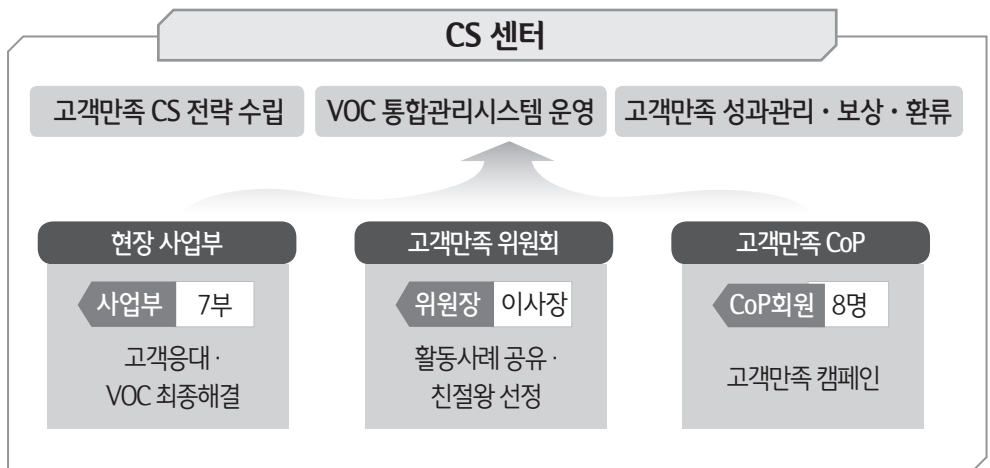 CS 센터
고객만족 CS 전략 수립
VOC 통합관리시스템 운영
고객만족 성과관리・보상・환류
현장 사업부
사업부 7부
고객응대·
VOC 최종해결
고객만족 위원회
위원장 이사장
활동사례 공유·
친절왕 선정
고객만족 CoP
CoP회원 8명
고객만족 캠페인